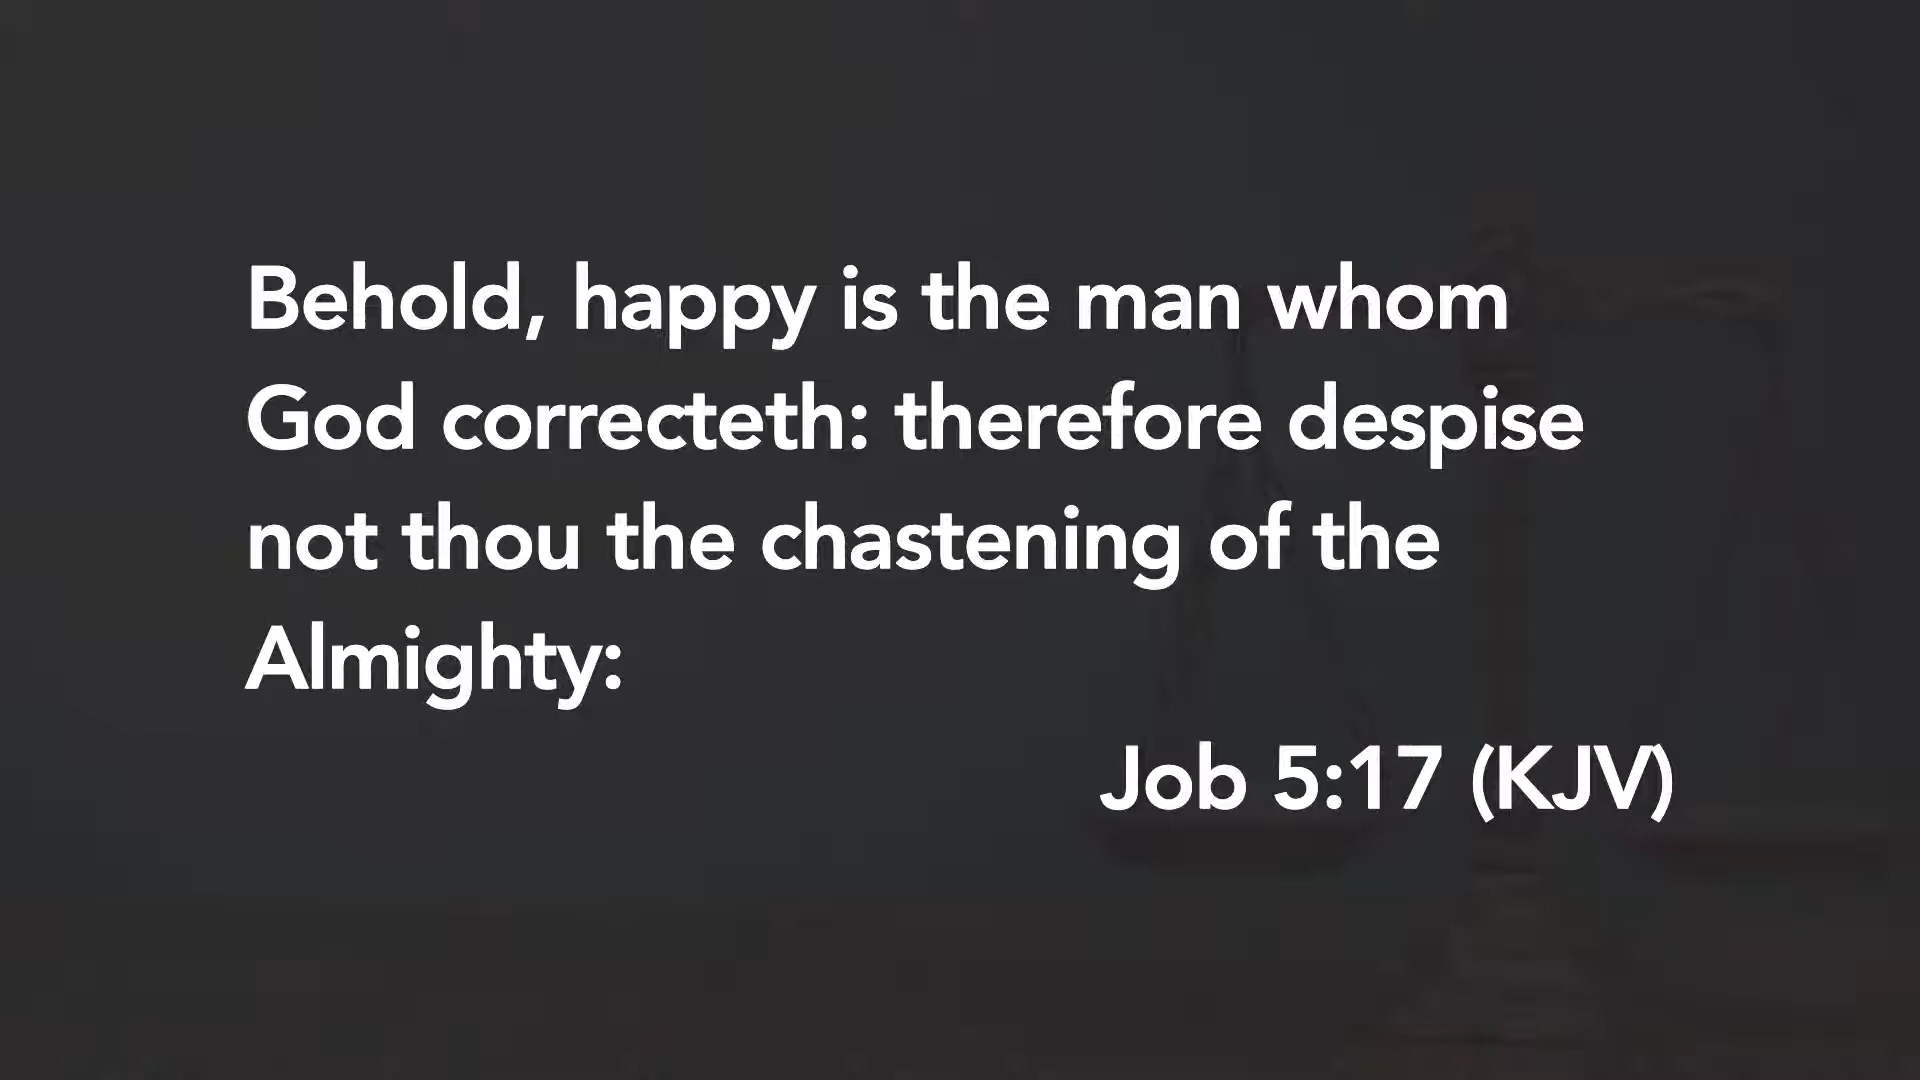 Behold, happy is the man whom
God correcteth: therefore despise
not thou the chastening of the
Almighty:
Job 5:17 (KJV)